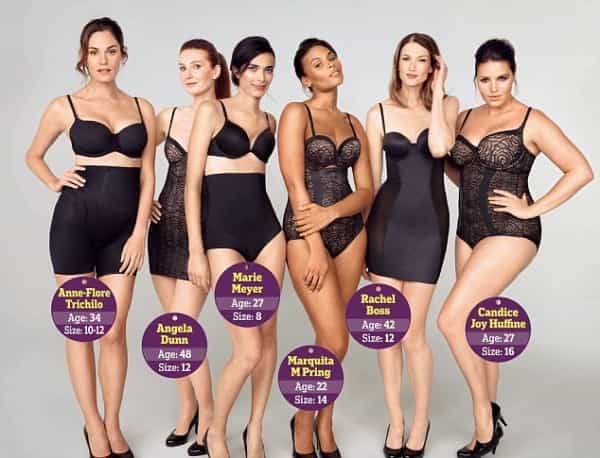 Anne-Flore
Trichilo
Age: 34
Size: 10-12
Angela
Dunn
Age: 48
Size: 12
Marie
Meyer
Age: 27
Size: 8
Marquita
M Pring
Age: 22
Size: 14
Rachel
Boss
Age: 42
Size: 12
Candice
Joy Huffine
Age: 27
Size: 16